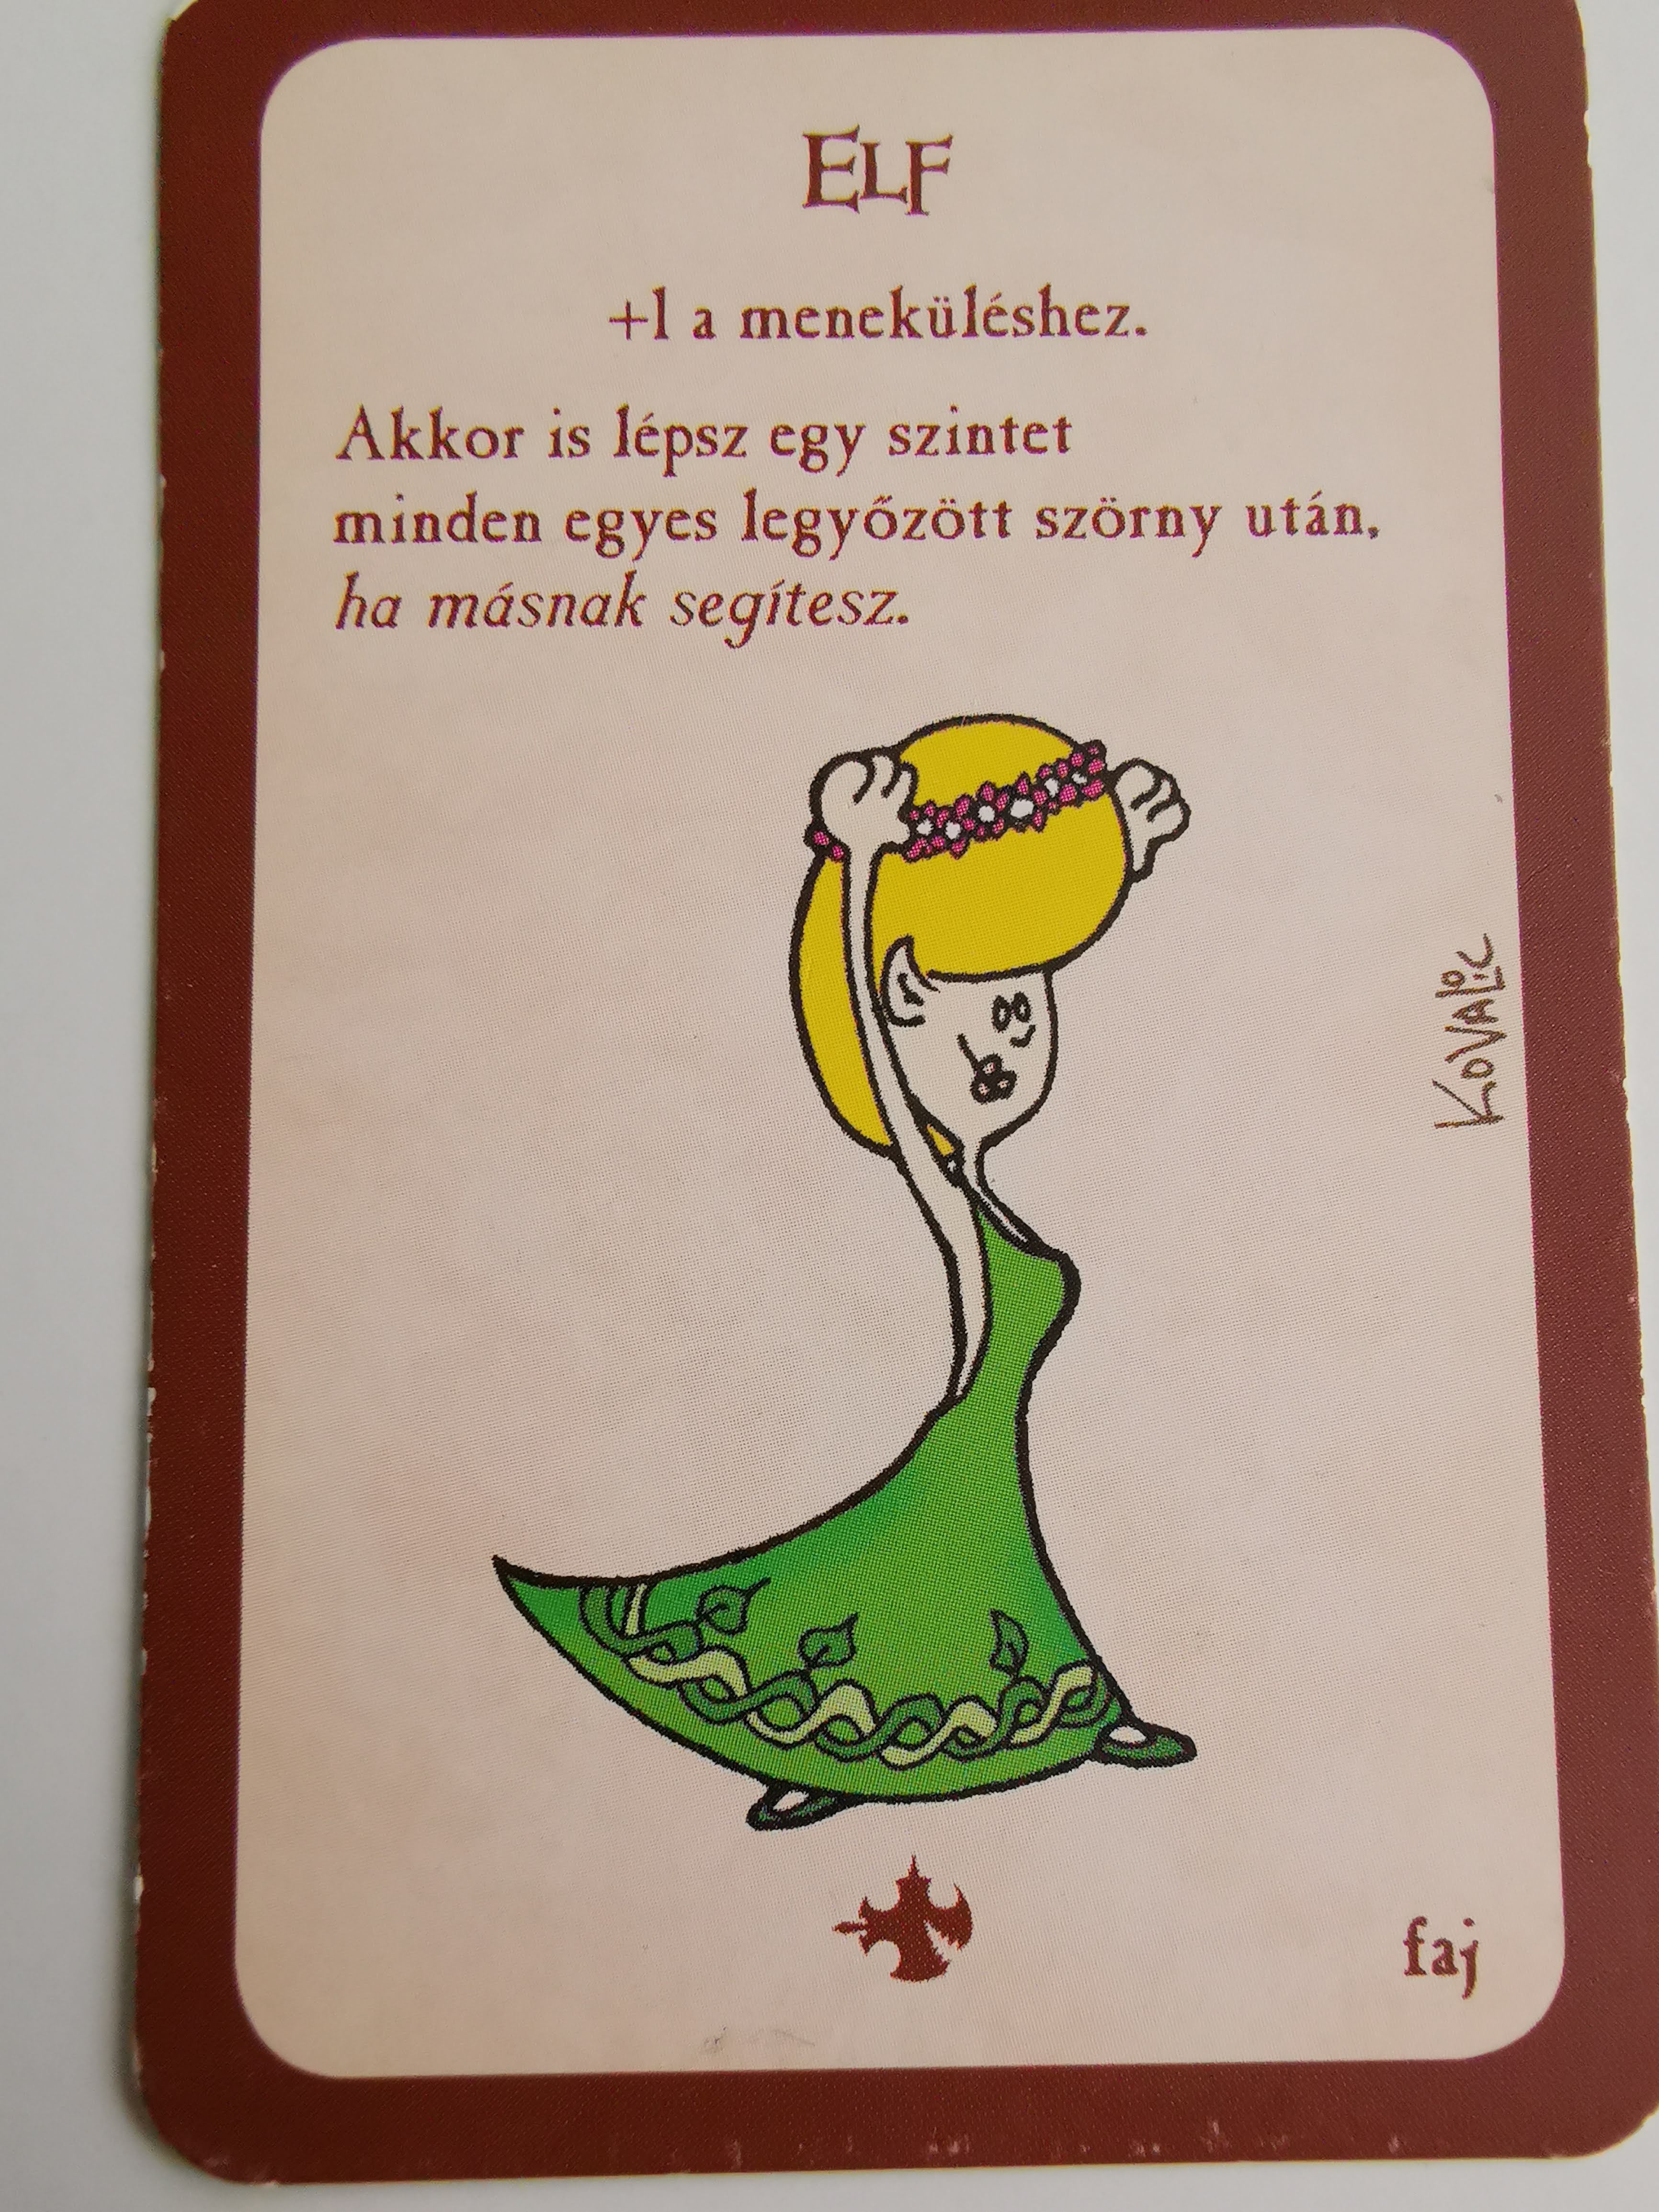 ELF
+1 a meneküléshez.
Akkor is lépsz egy szintet
minden egyes legyőzött szörny után,
ha másnak segítesz.
KOVALIC
faj